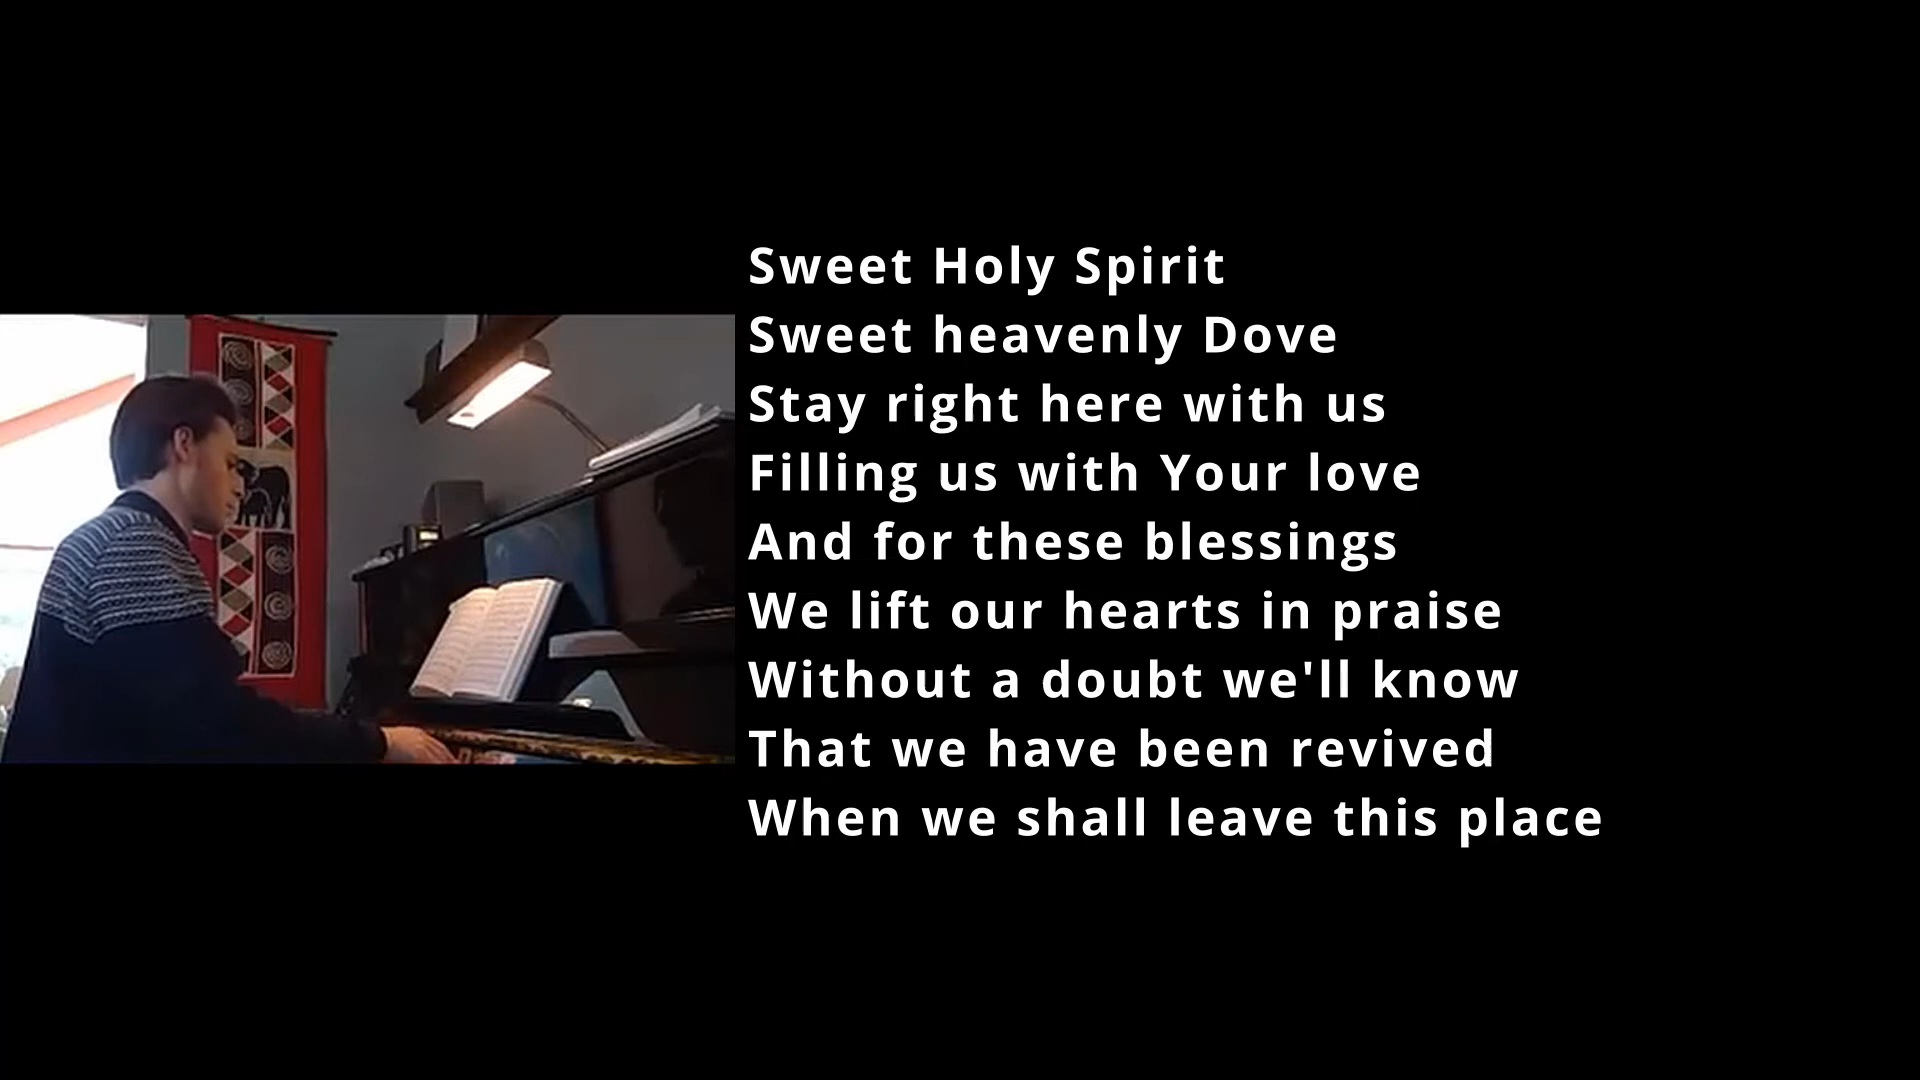 Sweet Holy Spirit
Sweet heavenly Dove
Stay right here with us
Filling us with Your love
And for these blessings
We lift our hearts in praise
Without a doubt we'll know
That we have been revived
When we shall leave this place